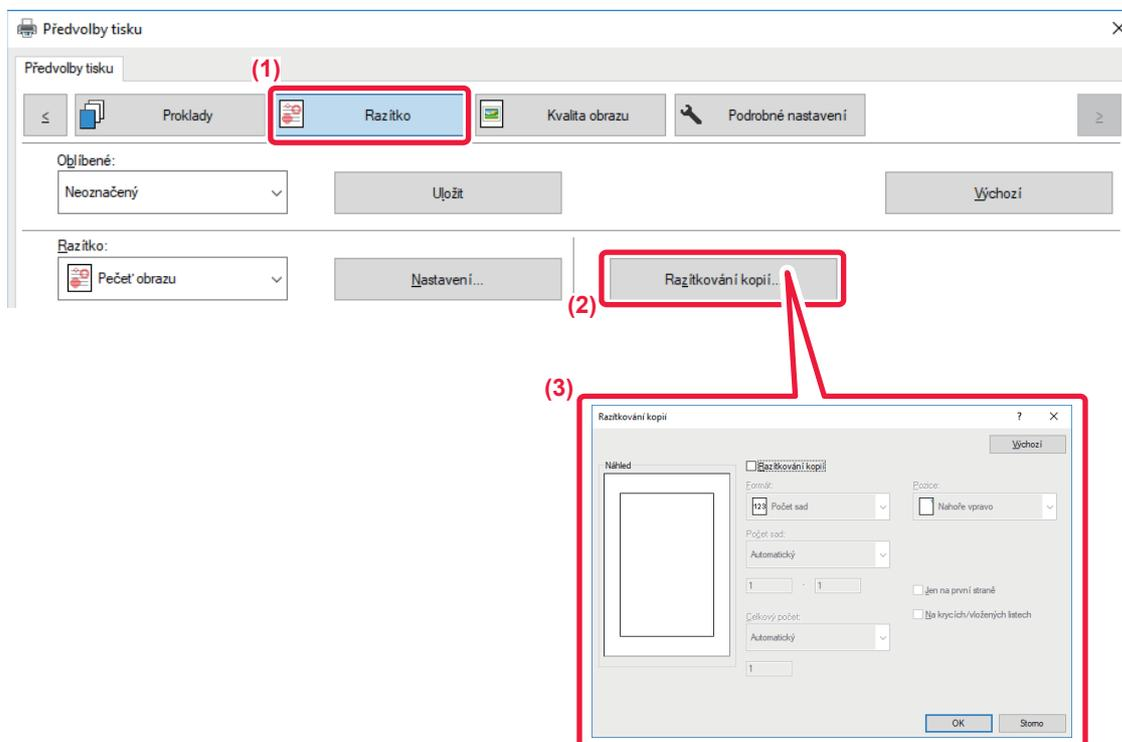 Předvolby tisku
Předvolby tisku
(1)
Proklady Razítko Kvalita obrazu Podrobné nastavení
Oblíbené:
Neoznačený Uložit Výchozí
Razítko:
Pečeť obrazu Nastavení... Razítkování kopií...
(2)
(3)
Razítkování kopií
Výchozí
Náhled Razítkování kopií
Formát: Pozice:
123 Počet sad Nahoře vpravo
Počet sad:
Automatický
1 - 1 Jen na první straně
Na krycích/vložených listech
Celkový počet:
Automatický
1
OK Storno